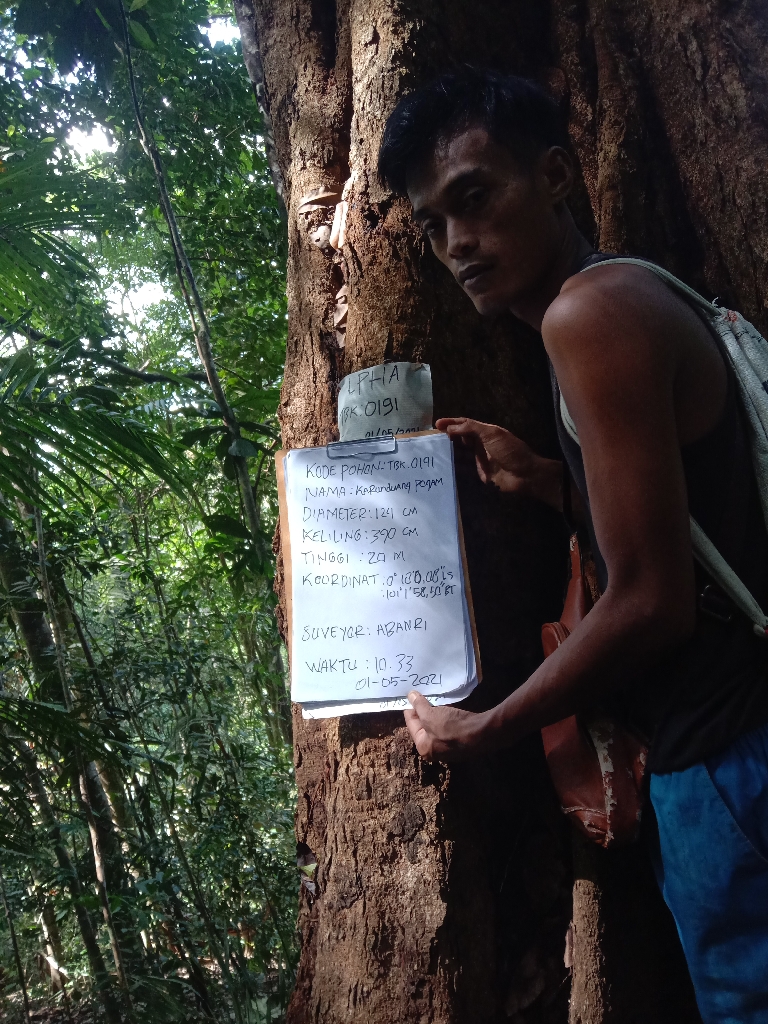 LPHA
TBK.0191
01/05/2021
KODE POHON: TBK.0191
NAMA: Karunduang POGAM
DIAMETER: 124 CM
KELILING: 390 CM
TINGGI : 20 M
KOORDINAT: 0°10'0,08"LS
:101°1'58,50"BT
SUVEYOR: ABANRI
WAKTU : 10.33
01-05-2021